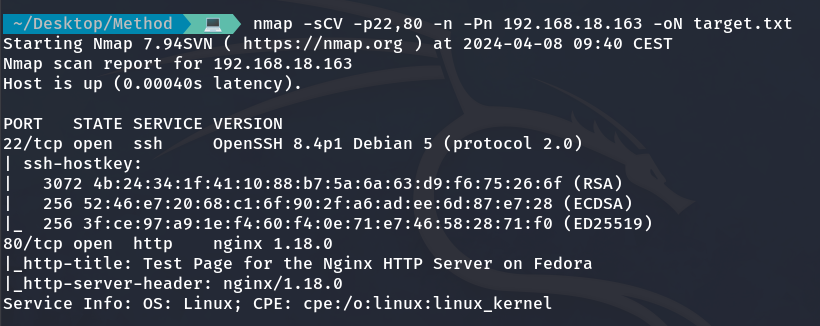 ~/Desktop/Method nmap -sCV -p22,80 -n -Pn 192.168.18.163 -oN target.txt
Starting Nmap 7.94SVN ( https://nmap.org ) at 2024-04-08 09:40 CEST
Nmap scan report for 192.168.18.163
Host is up (0.00040s latency).
PORT   STATE SERVICE VERSION
22/tcp open  ssh     OpenSSH 8.4p1 Debian 5 (protocol 2.0)
| ssh-hostkey:
|   3072 4b:24:34:1f:41:10:88:b7:5a:6a:63:d9:f6:75:26:6f (RSA)
|   256 52:46:e7:20:68:c1:6f:90:2f:a6:ad:ee:6d:87:e7:28 (ECDSA)
|_  256 3f:ce:97:a9:1e:f4:60:f4:0e:71:e7:46:58:28:71:f0 (ED25519)
80/tcp open  http    nginx 1.18.0
|_http-title: Test Page for the Nginx HTTP Server on Fedora
|_http-server-header: nginx/1.18.0
Service Info: OS: Linux; CPE: cpe:/o:linux:linux_kernel